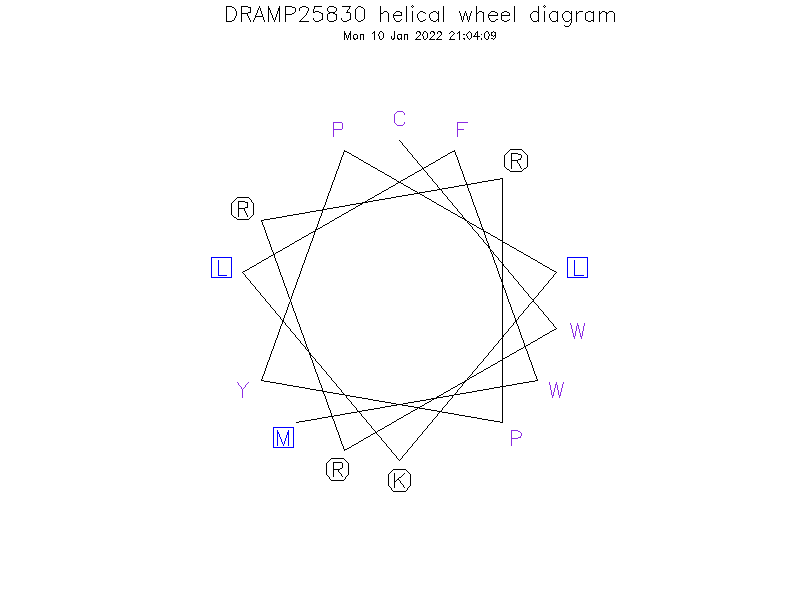 DRAMP25830 helical wheel diagram
Mon 10 Jan 2022 21:04:09
C
P F
R
R
L L
W
Y W
M P
R
K